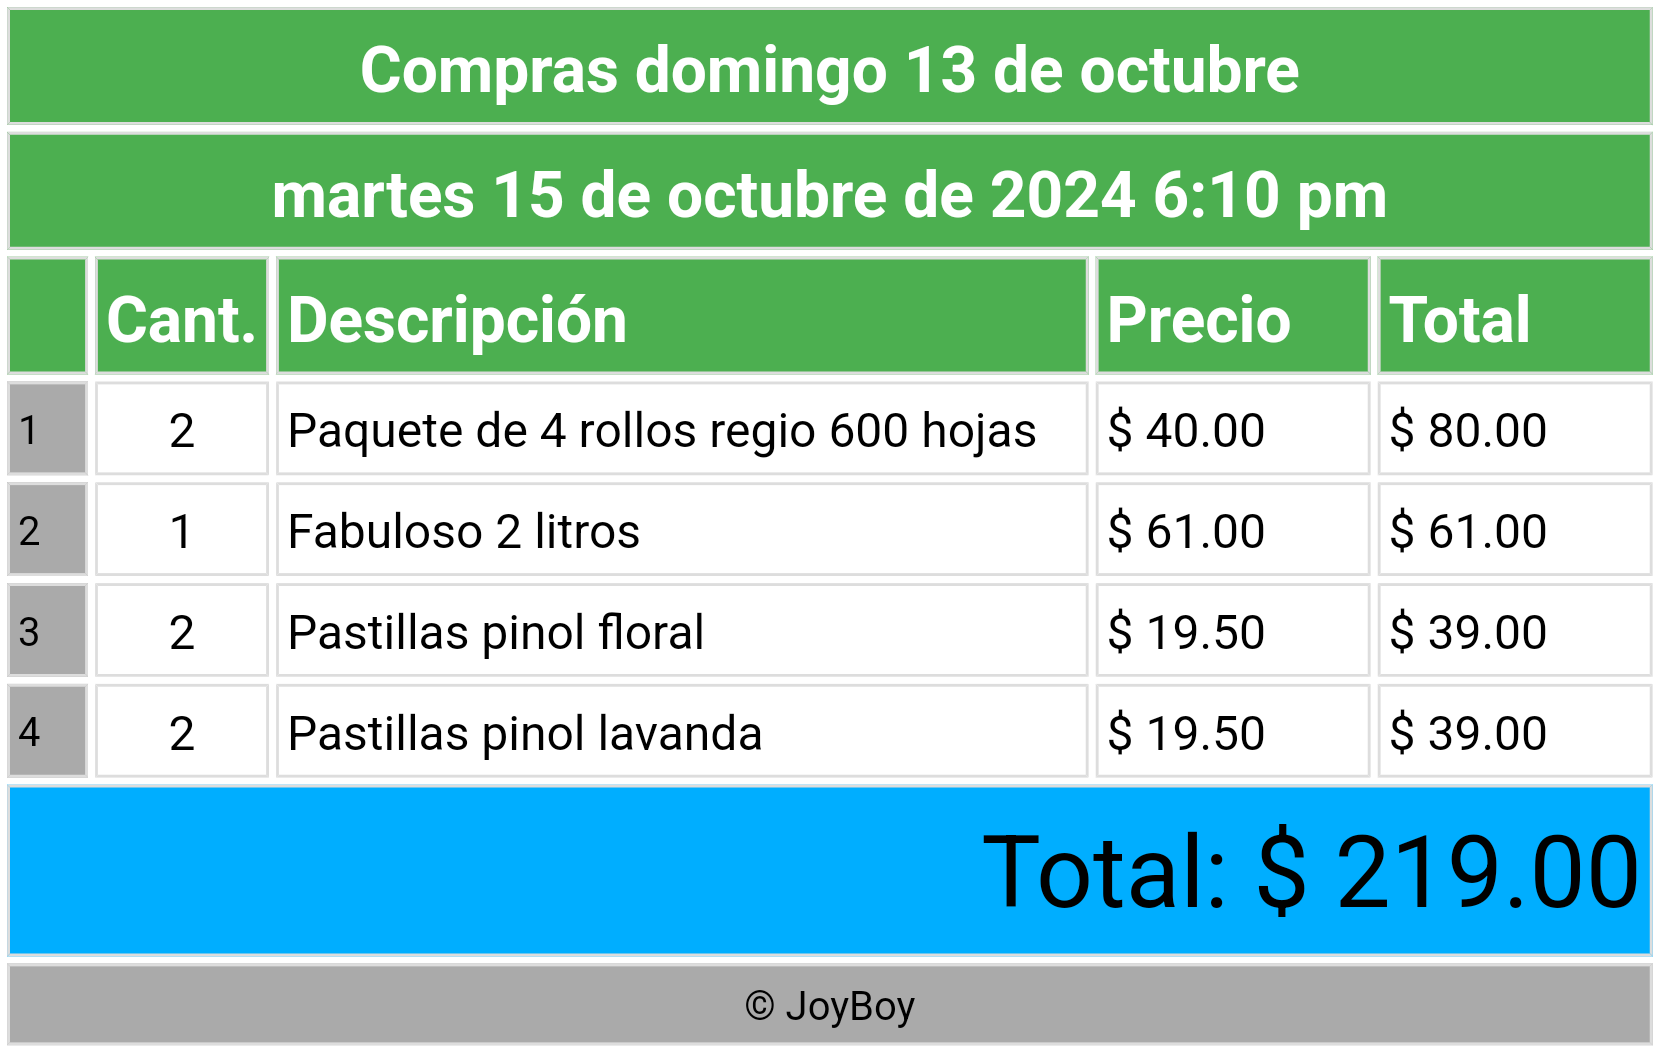 Compras domingo 13 de octubre
martes 15 de octubre de 2024 6:10 pm
Cant. Descripción Precio Total
1 2 Paquete de 4 rollos regio 600 hojas $ 40.00 $ 80.00
2 1 Fabuloso 2 litros $ 61.00 $ 61.00
3 2 Pastillas pinol floral $ 19.50 $ 39.00
4 2 Pastillas pinol lavanda $ 19.50 $ 39.00
Total: $ 219.00
© JoyBoy